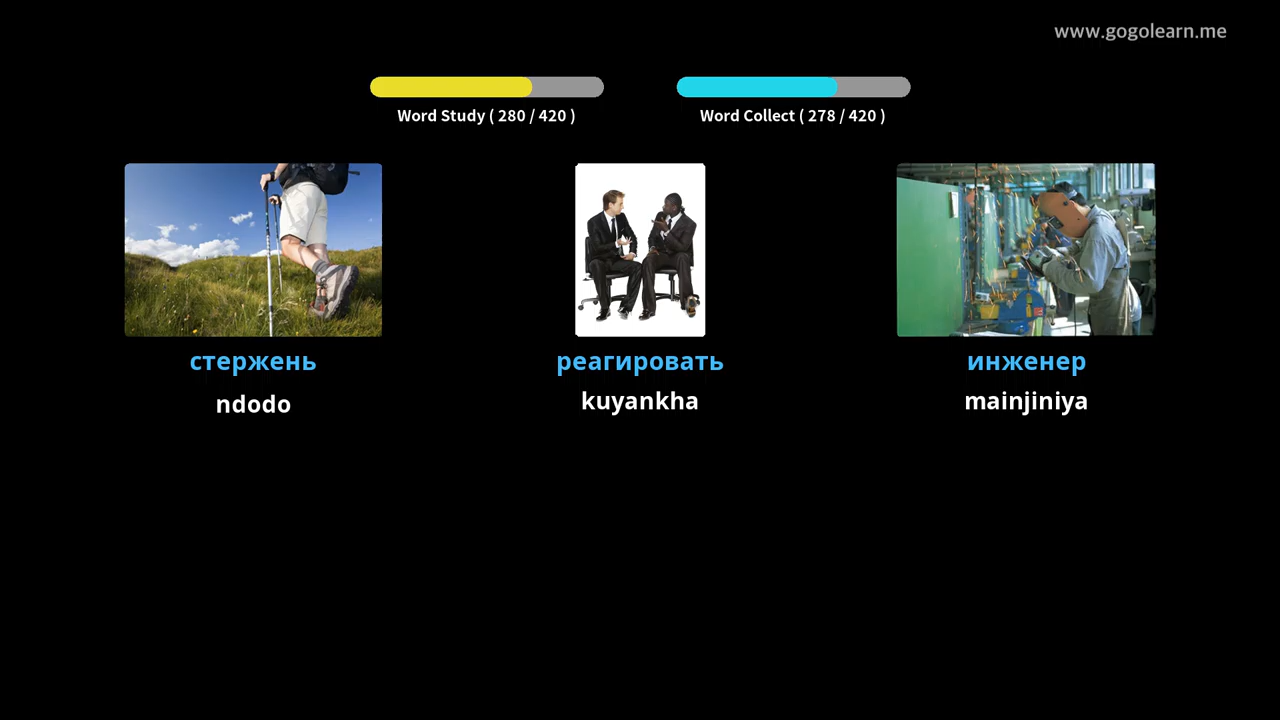 www.gogolearn.me
Word Study ( 280 / 420 )
Word Collect ( 278 / 420 )
стержень
реагировать
инженер
ndodo
kuyankha
mainjiniya